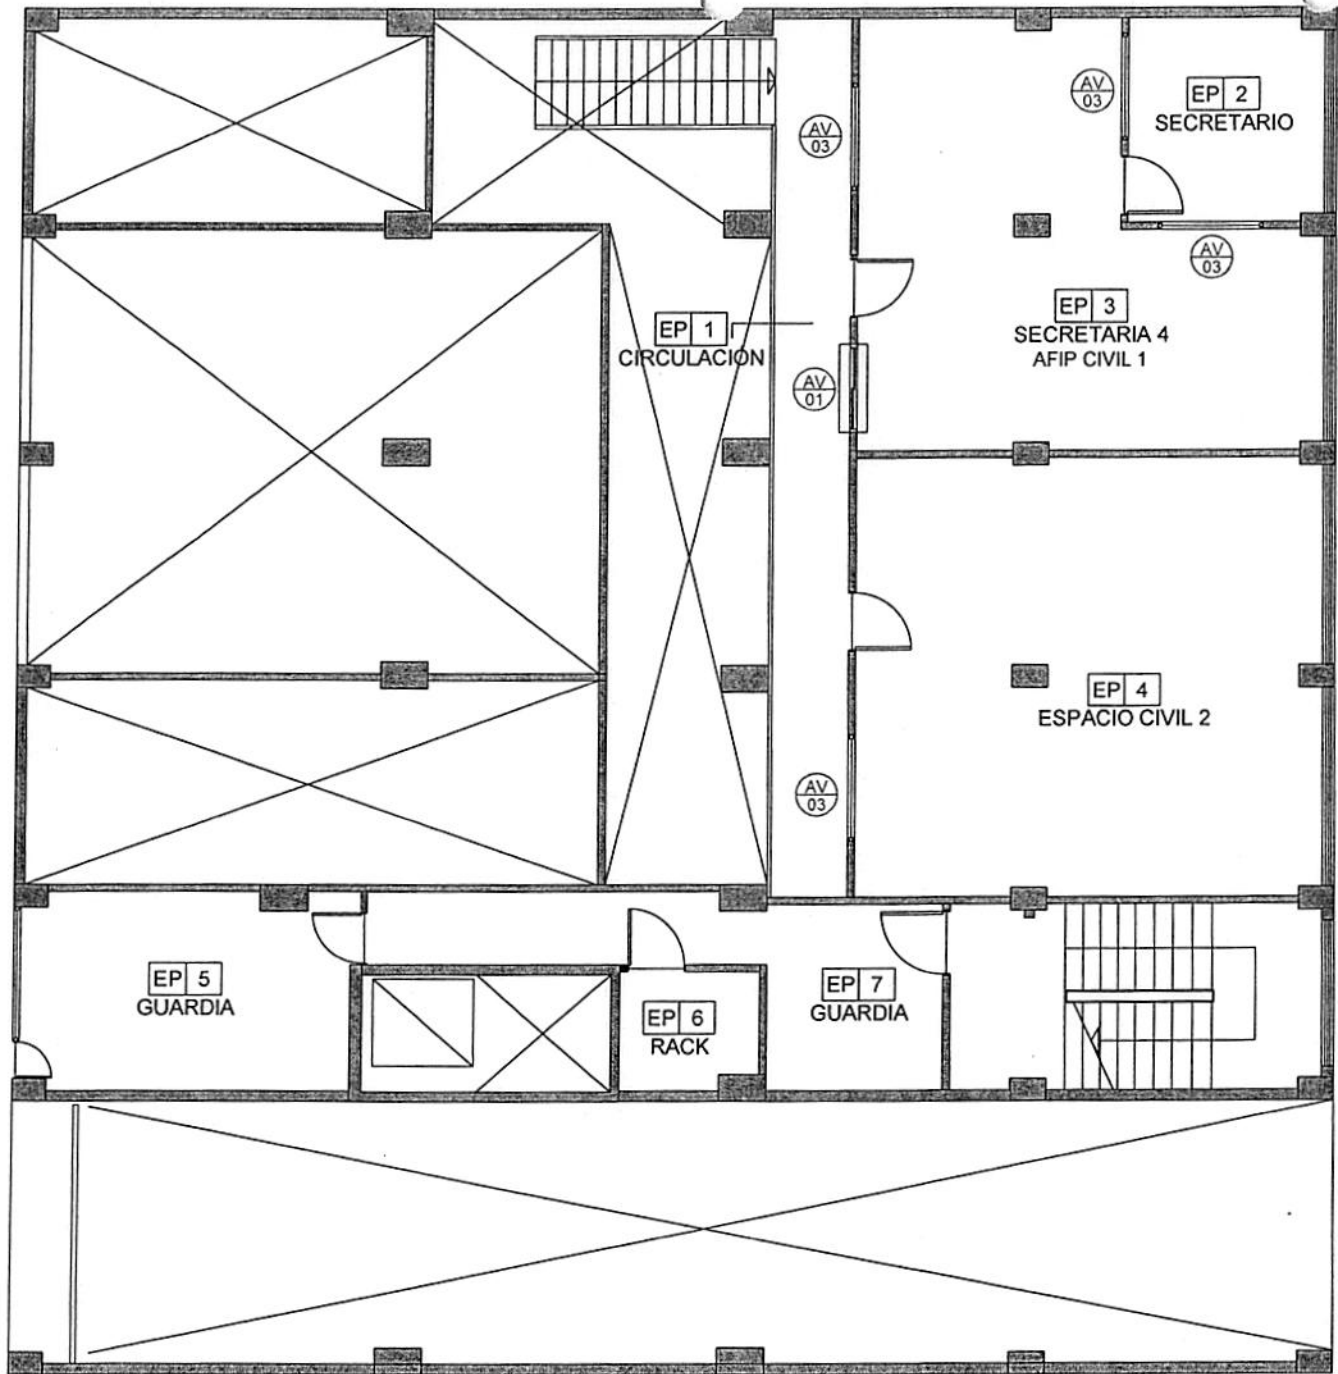 AV
03
EP 2
SECRETARIO
AV
03
AV
03
EP 3
SECRETARIA 4
AFIP CIVIL 1
EP 1
CIRCULACION
AV
01
EP 4
ESPACIO CIVIL 2
AV
03
EP 5
GUARDIA
EP 6
RACK
EP 7
GUARDIA